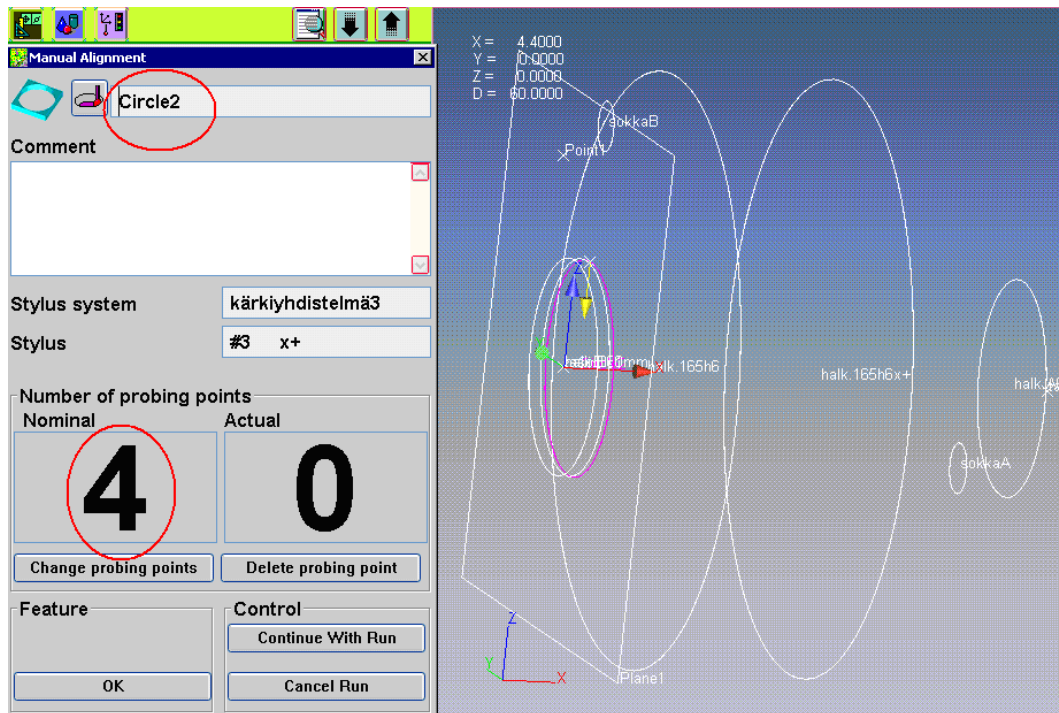 Manual Alignment
Circle2
Comment
Stylus system
kärkiyhdistelmä3
Stylus
#3 x+
Number of probing points
Nominal
Actual
4
0
Change probing points
Delete probing point
Feature
Control
Continue With Run
OK
Cancel Run
X = 4.4000
Y = 0.0000
Z = 0.0000
D = 60.0000
sokkaB
Point1
Z
halk.165h6
halk.165h6x+
sokkaA
Z
Y
X
Plane1